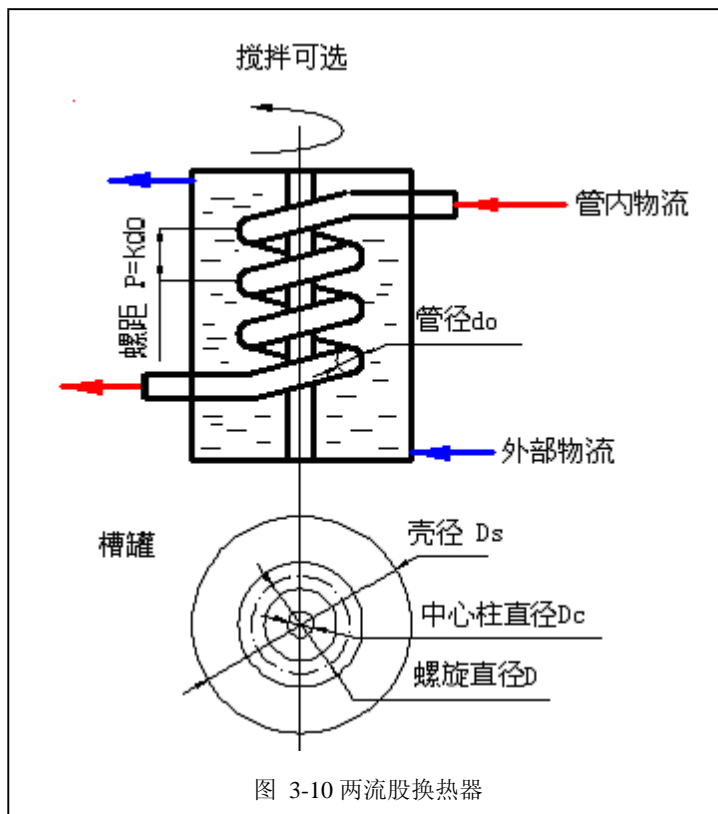 搅拌可选
管内物流
螺距 P=kdo
管径do
外部物流
槽罐
壳径 Ds
中心柱直径Dc
螺旋直径D
图 3-10 两流股换热器